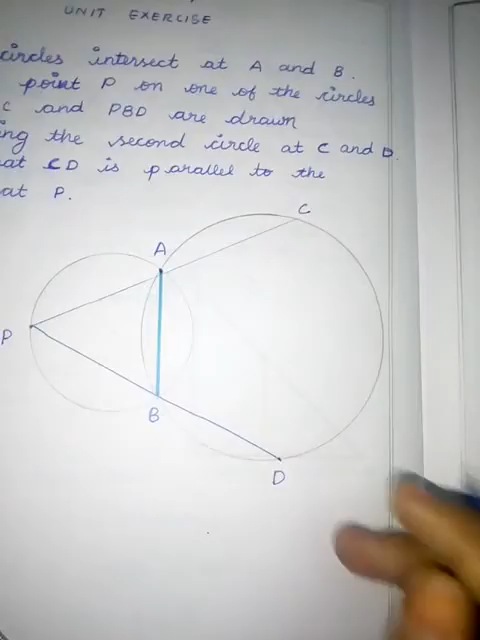 UNIT EXERCISE
circles intersect at A and B.
point P on one of the circles
C and PBD are drawn
ing the second circle at C and D.
at CD is parallel to the
at P.
C
A
P
B
D